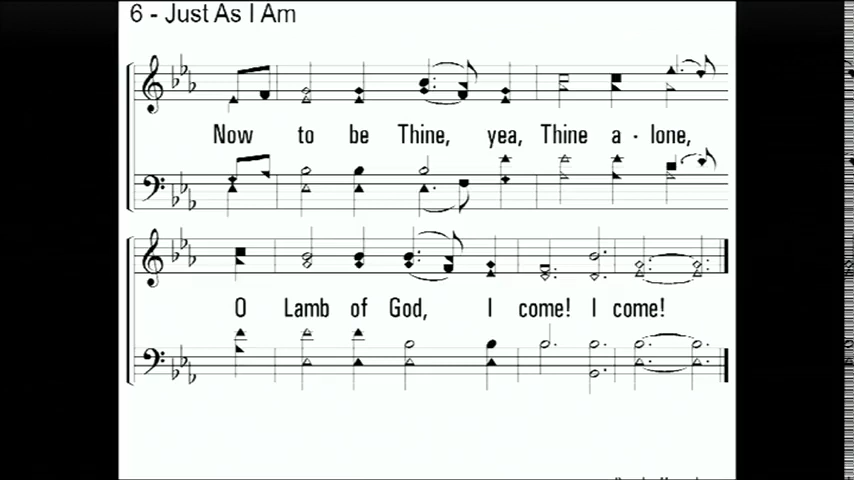 6 - Just As I Am
Now to be Thine, yea, Thine a - lone,
O Lamb of God, I come! I come!